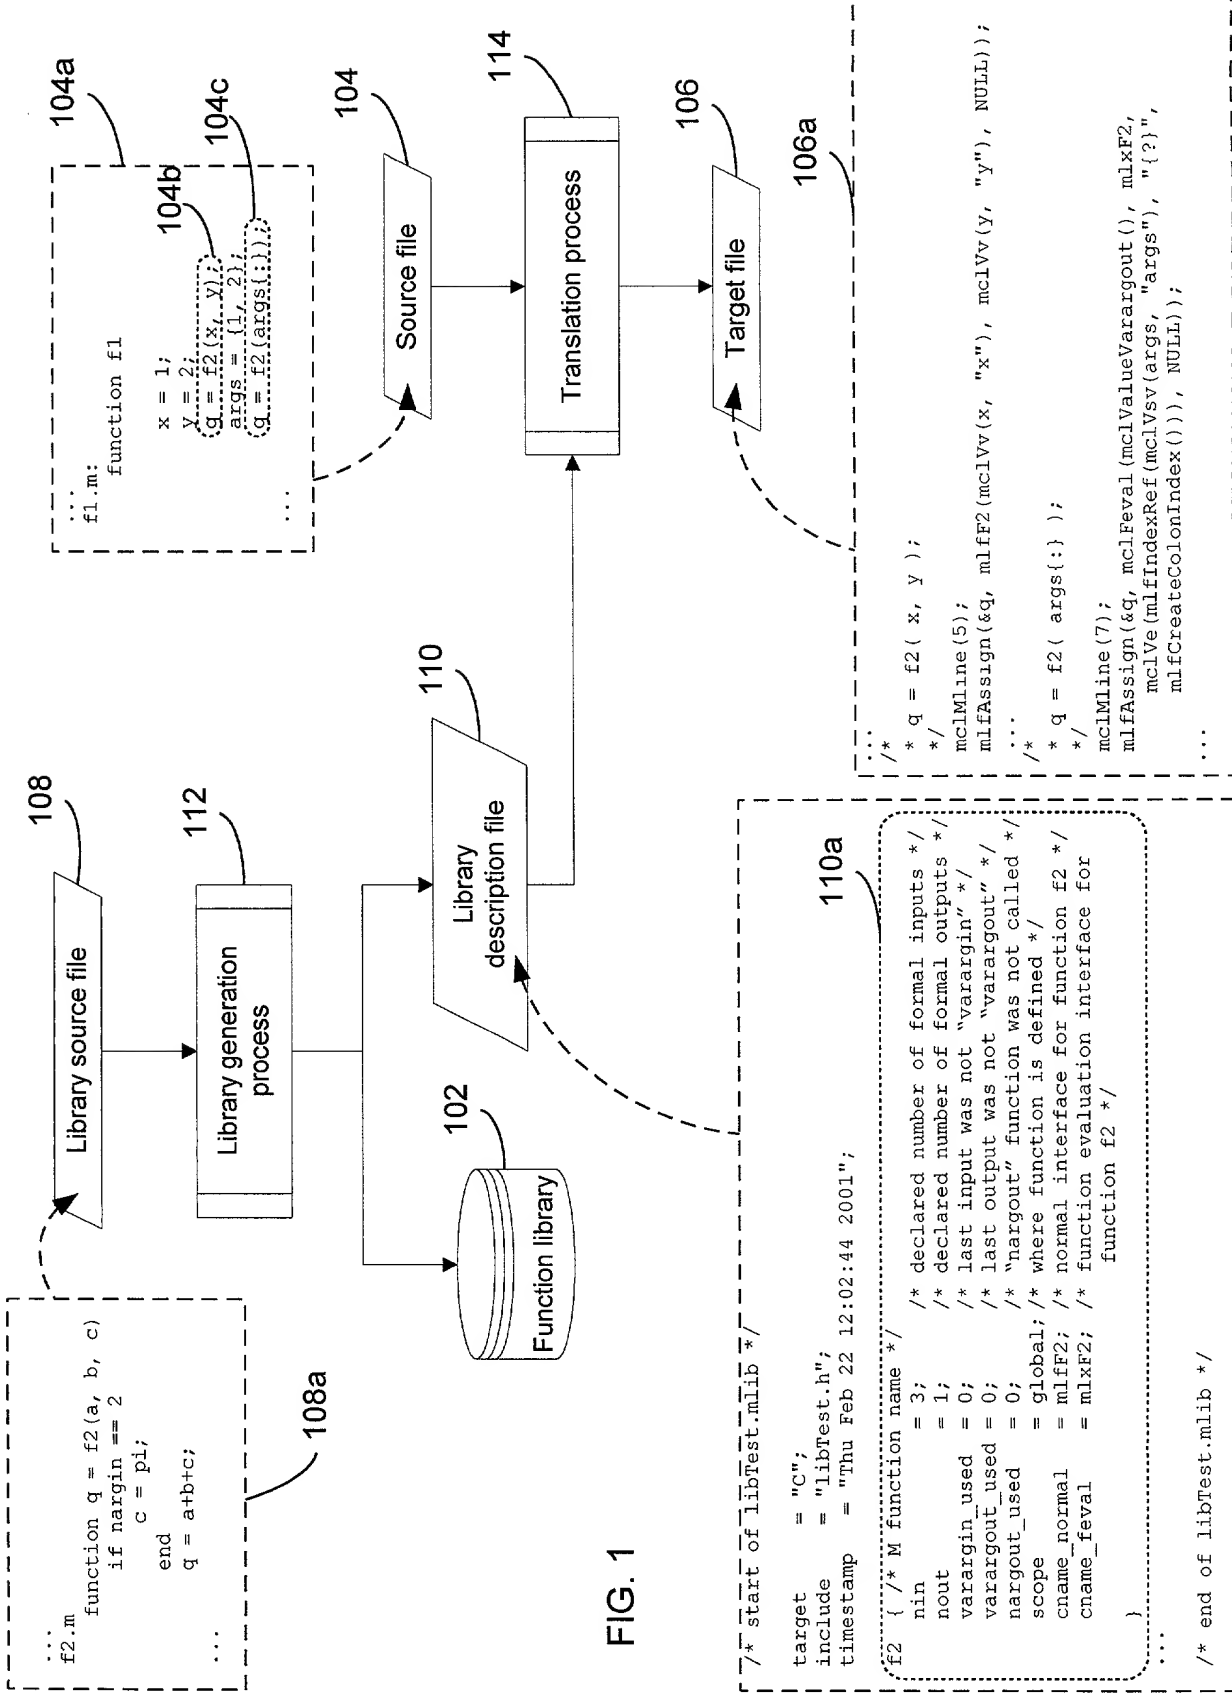 ...
f2.m
function q = f2(a, b, c)
if nargin == 2
c = pi;
end
q = a+b+c;
...
108a
Library source file
108
Library generation
process
112
Function library
102
Library
description file
110
...
f1.m:
function f1
x = 1;
y = 2;
q = f2(x, y);
args = {1, 2};
q = f2(args{:});
...
104a
104b
104c
Source file
104
Translation process
114
Target file
106
FIG. 1
/* start of libTest.mlib */
target = "C";
include = "libTest.h";
timestamp = "Thu Feb 22 12:02:44 2001";
110a
f2 { /* M function name */
nin = 3; /* declared number of formal inputs */
nout = 1; /* declared number of formal outputs */
varargin_used = 0; /* last input was not "varargin" */
varargout_used = 0; /* last output was not "varargout" */
nargout_used = 0; /* "nargout" function was not called */
scope = global; /* where function is defined */
cname_normal = mlfF2; /* normal interface for function f2 */
cname_feval = mlxF2; /* function evaluation interface for
function f2 */
}
...
/* end of libTest.mlib */
106a
...
/*
* q = f2( x, y );
*/
mclMline(5);
mlfAssign(&q, mlfF2(mclVv(x, "x"), mclVv(y, "y"), NULL));
...
/*
* q = f2( args{:} );
*/
mclMline(7);
mlfAssign(&q, mclFeval(mclValueVarargout(), mlxF2,
mclVe(mlfIndexRef(mclVsv(args, "args"), "{?}",
mlfCreateColonIndex())), NULL));
...